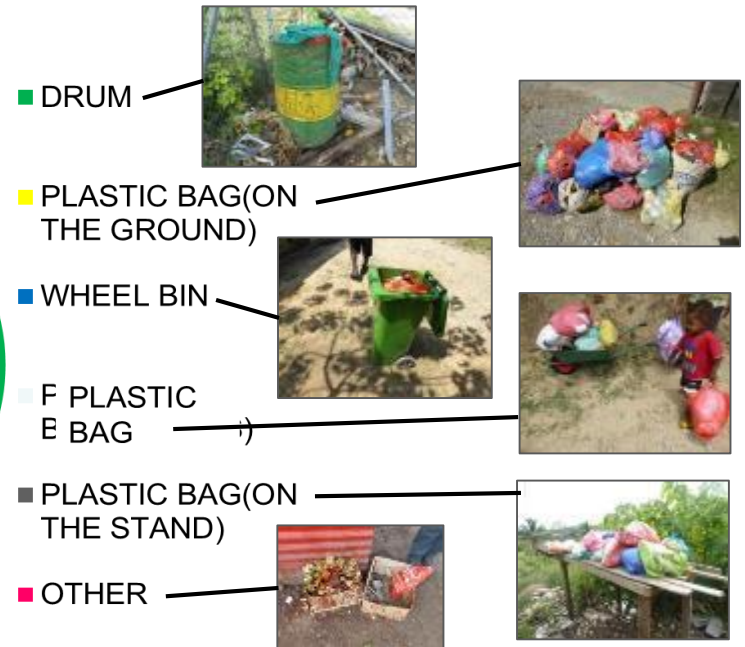 DRUM
PLASTIC BAG(ON
THE GROUND)
WHEEL BIN
PLASTIC
BAG
PLASTIC BAG(ON
THE STAND)
OTHER